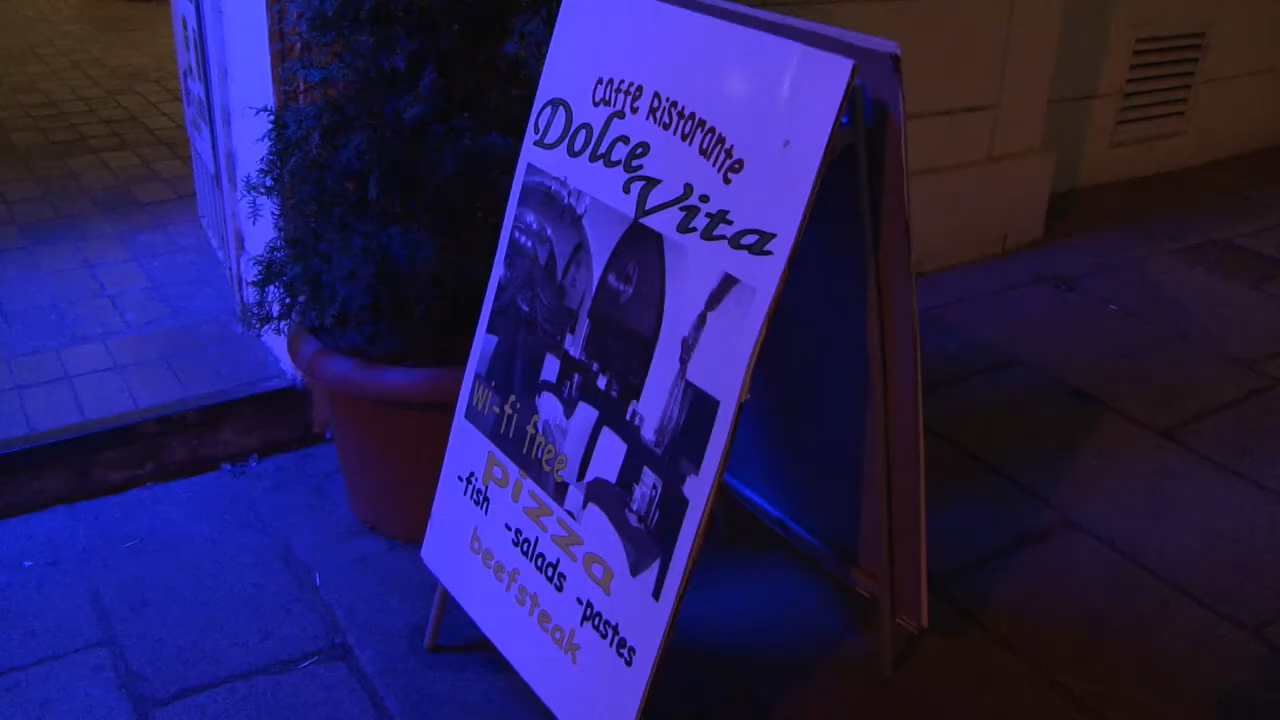 Caffe Ristorante
Dolce Vita
wi-fi free
pizza
-fish -salads -pastes
beefsteak